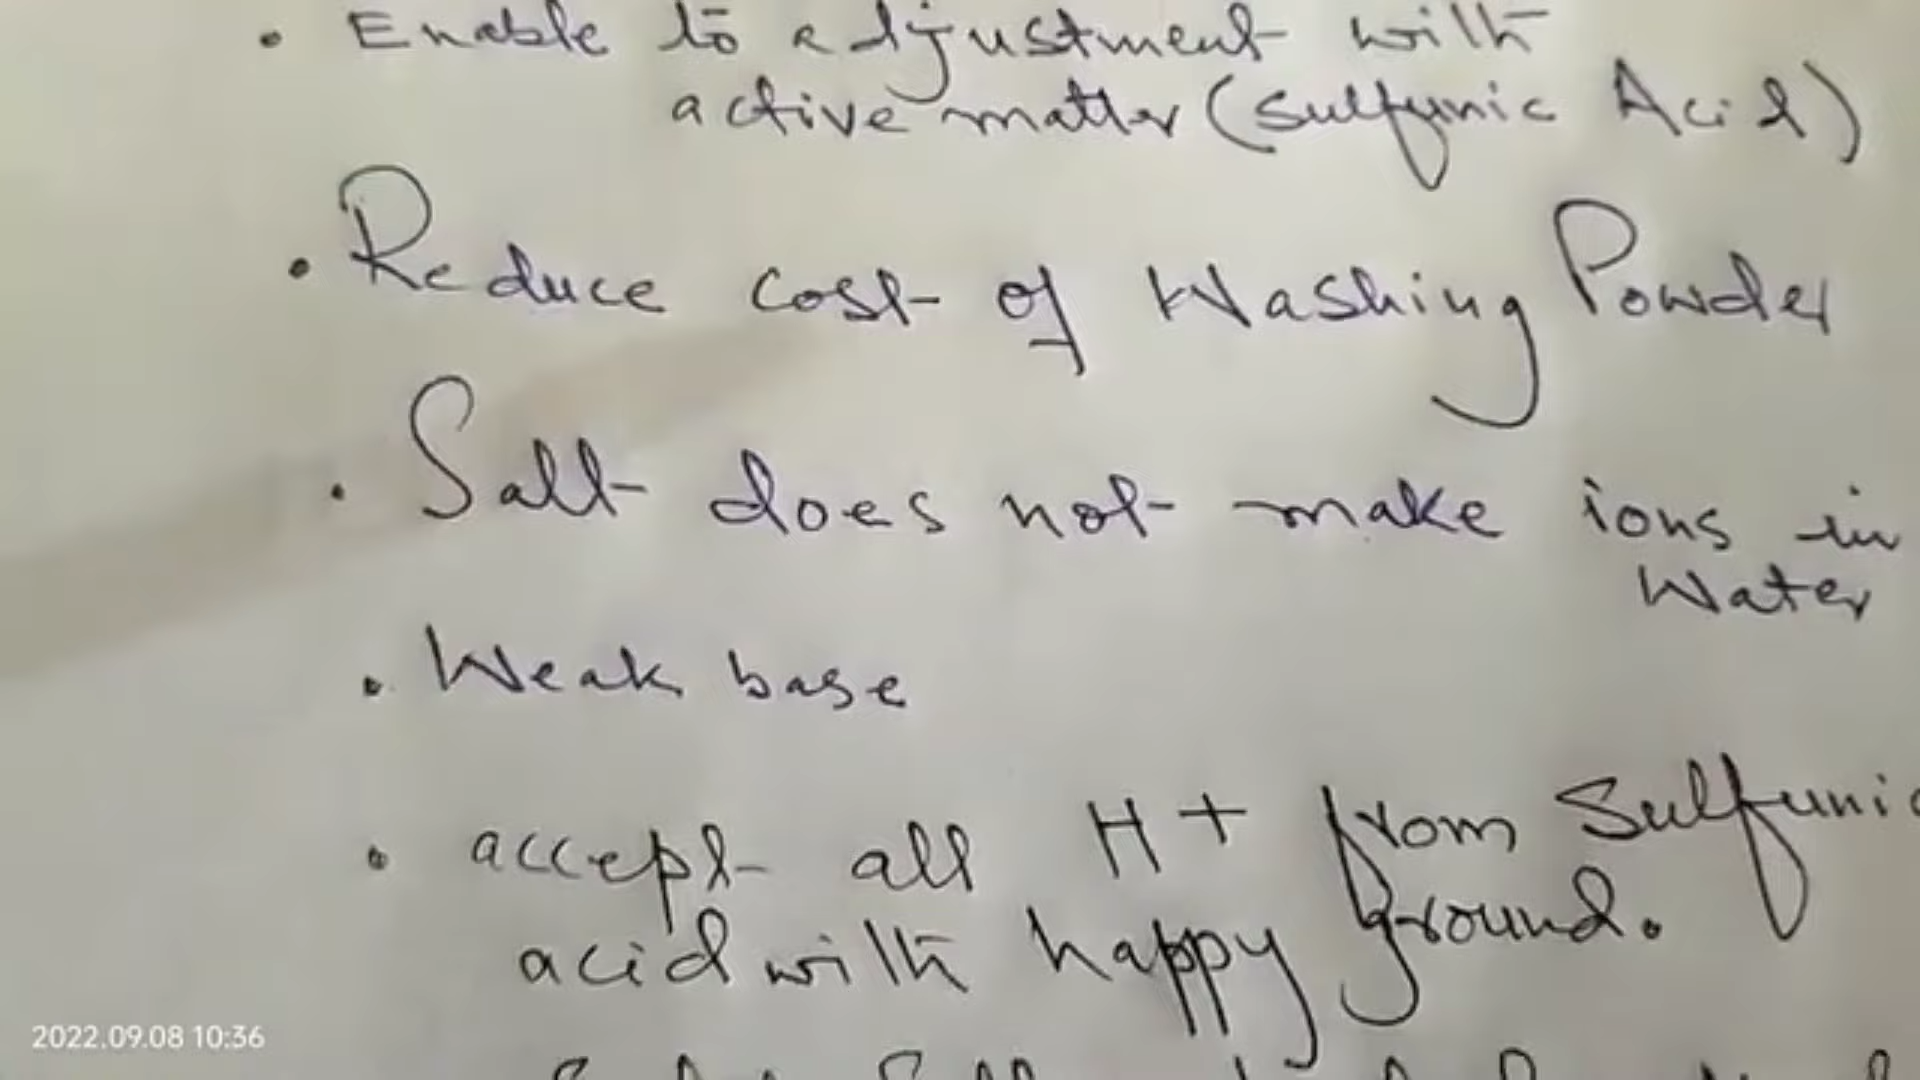 • Enable to adjustment with
active matter (sulfunic Acid)
• Reduce cost of Washing Powder
• Salt does not make ions in
Water
• Weak base
• accept all H+ from Sulfunic
acid with happy ground.
2022.09.08 10:36